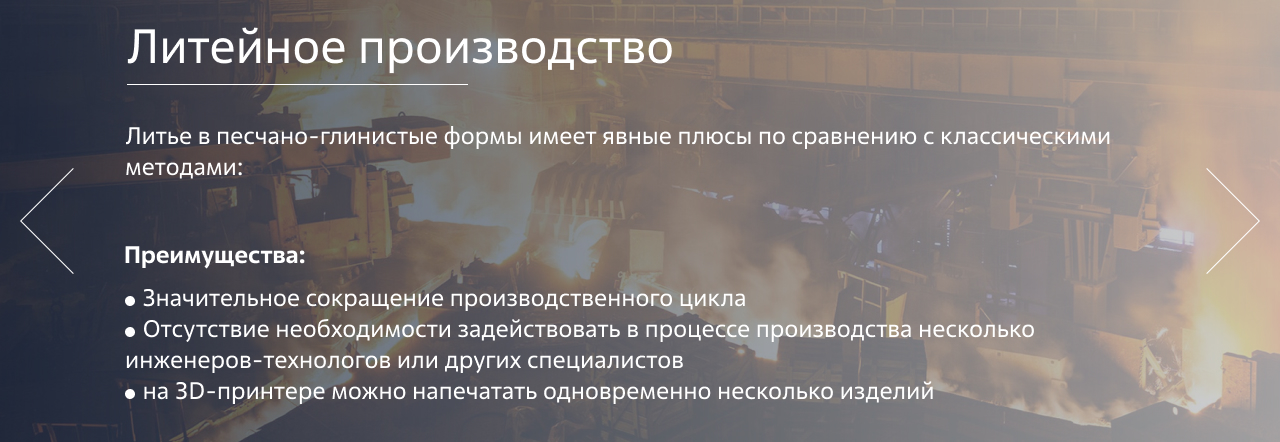 Литейное производство
Литье в песчано-глинистые формы имеет явные плюсы по сравнению с классическими
методами:
Преимущества:
● Значительное сокращение производственного цикла
● Отсутствие необходимости задействовать в процессе производства несколько
инженеров-технологов или других специалистов
● на 3D-принтере можно напечатать одновременно несколько изделий